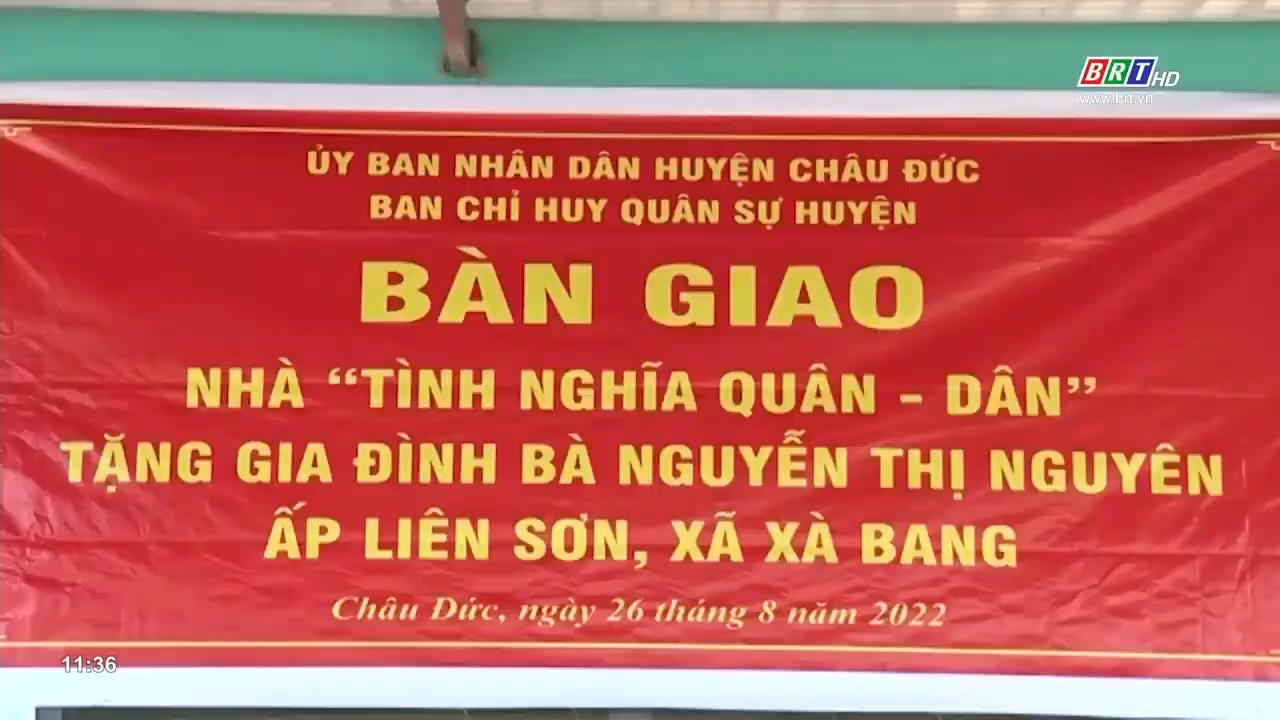 BRT HD
www.brt.vn
ỦY BAN NHÂN DÂN HUYỆN CHÂU ĐỨC
BAN CHỈ HUY QUÂN SỰ HUYỆN
BÀN GIAO
NHÀ “TÌNH NGHĨA QUÂN - DÂN”
TẶNG GIA ĐÌNH BÀ NGUYỄN THỊ NGUYÊN
ẤP LIÊN SƠN, XÃ XÀ BANG
Châu Đức, ngày 26 tháng 8 năm 2022
11:36